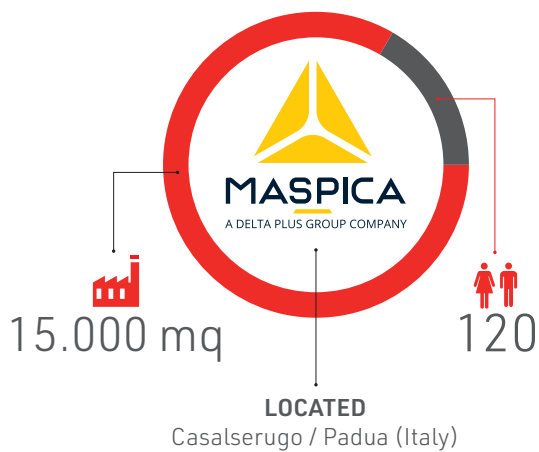 MASPICA
A DELTA PLUS GROUP COMPANY
15.000 mq
120
LOCATED
Casalserugo / Padua (Italy)